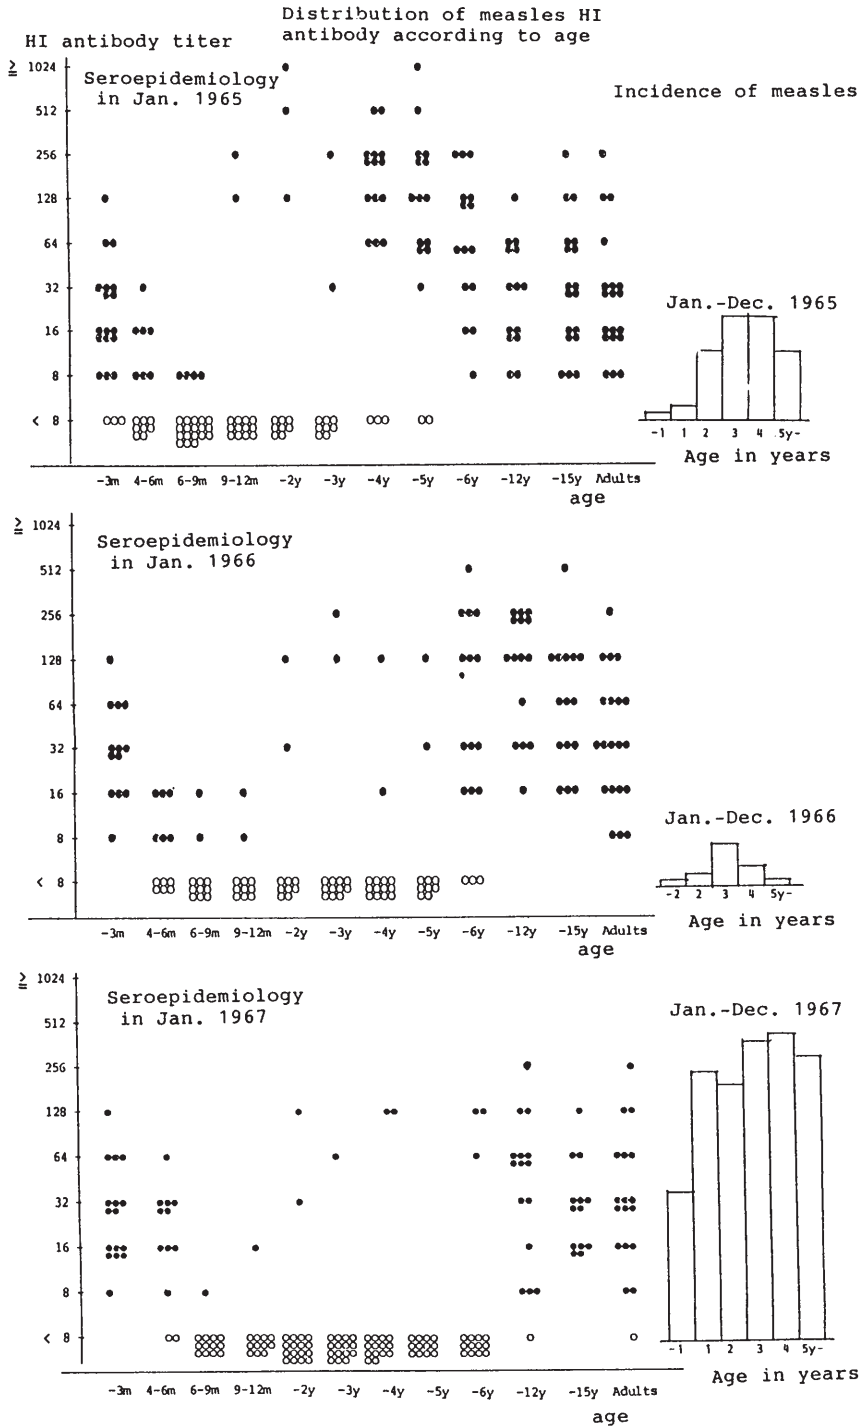 Distribution of measles HI
antibody according to age
HI antibody titer
≧ 1024
Seroepidemiology
in Jan. 1965
Incidence of measles
512
256
128
64
32
16
8
< 8
-3m 4-6m 6-9m 9-12m -2y -3y -4y -5y -6y -12y -15y Adults
age
Jan.-Dec. 1965
-1 1 2 3 4 5y-
Age in years
≧ 1024
Seroepidemiology
in Jan. 1966
512
256
128
64
32
16
8
< 8
-3m 4-6m 6-9m 9-12m -2y -3y -4y -5y -6y -12y -15y Adults
age
Jan.-Dec. 1966
-2 2 3 4 5y-
Age in years
≧ 1024
Seroepidemiology
in Jan. 1967
512
256
128
64
32
16
8
< 8
-3m 4-6m 6-9m 9-12m -2y -3y -4y -5y -6y -12y -15y Adults
age
Jan.-Dec. 1967
-1 1 2 3 4 5y-
Age in years